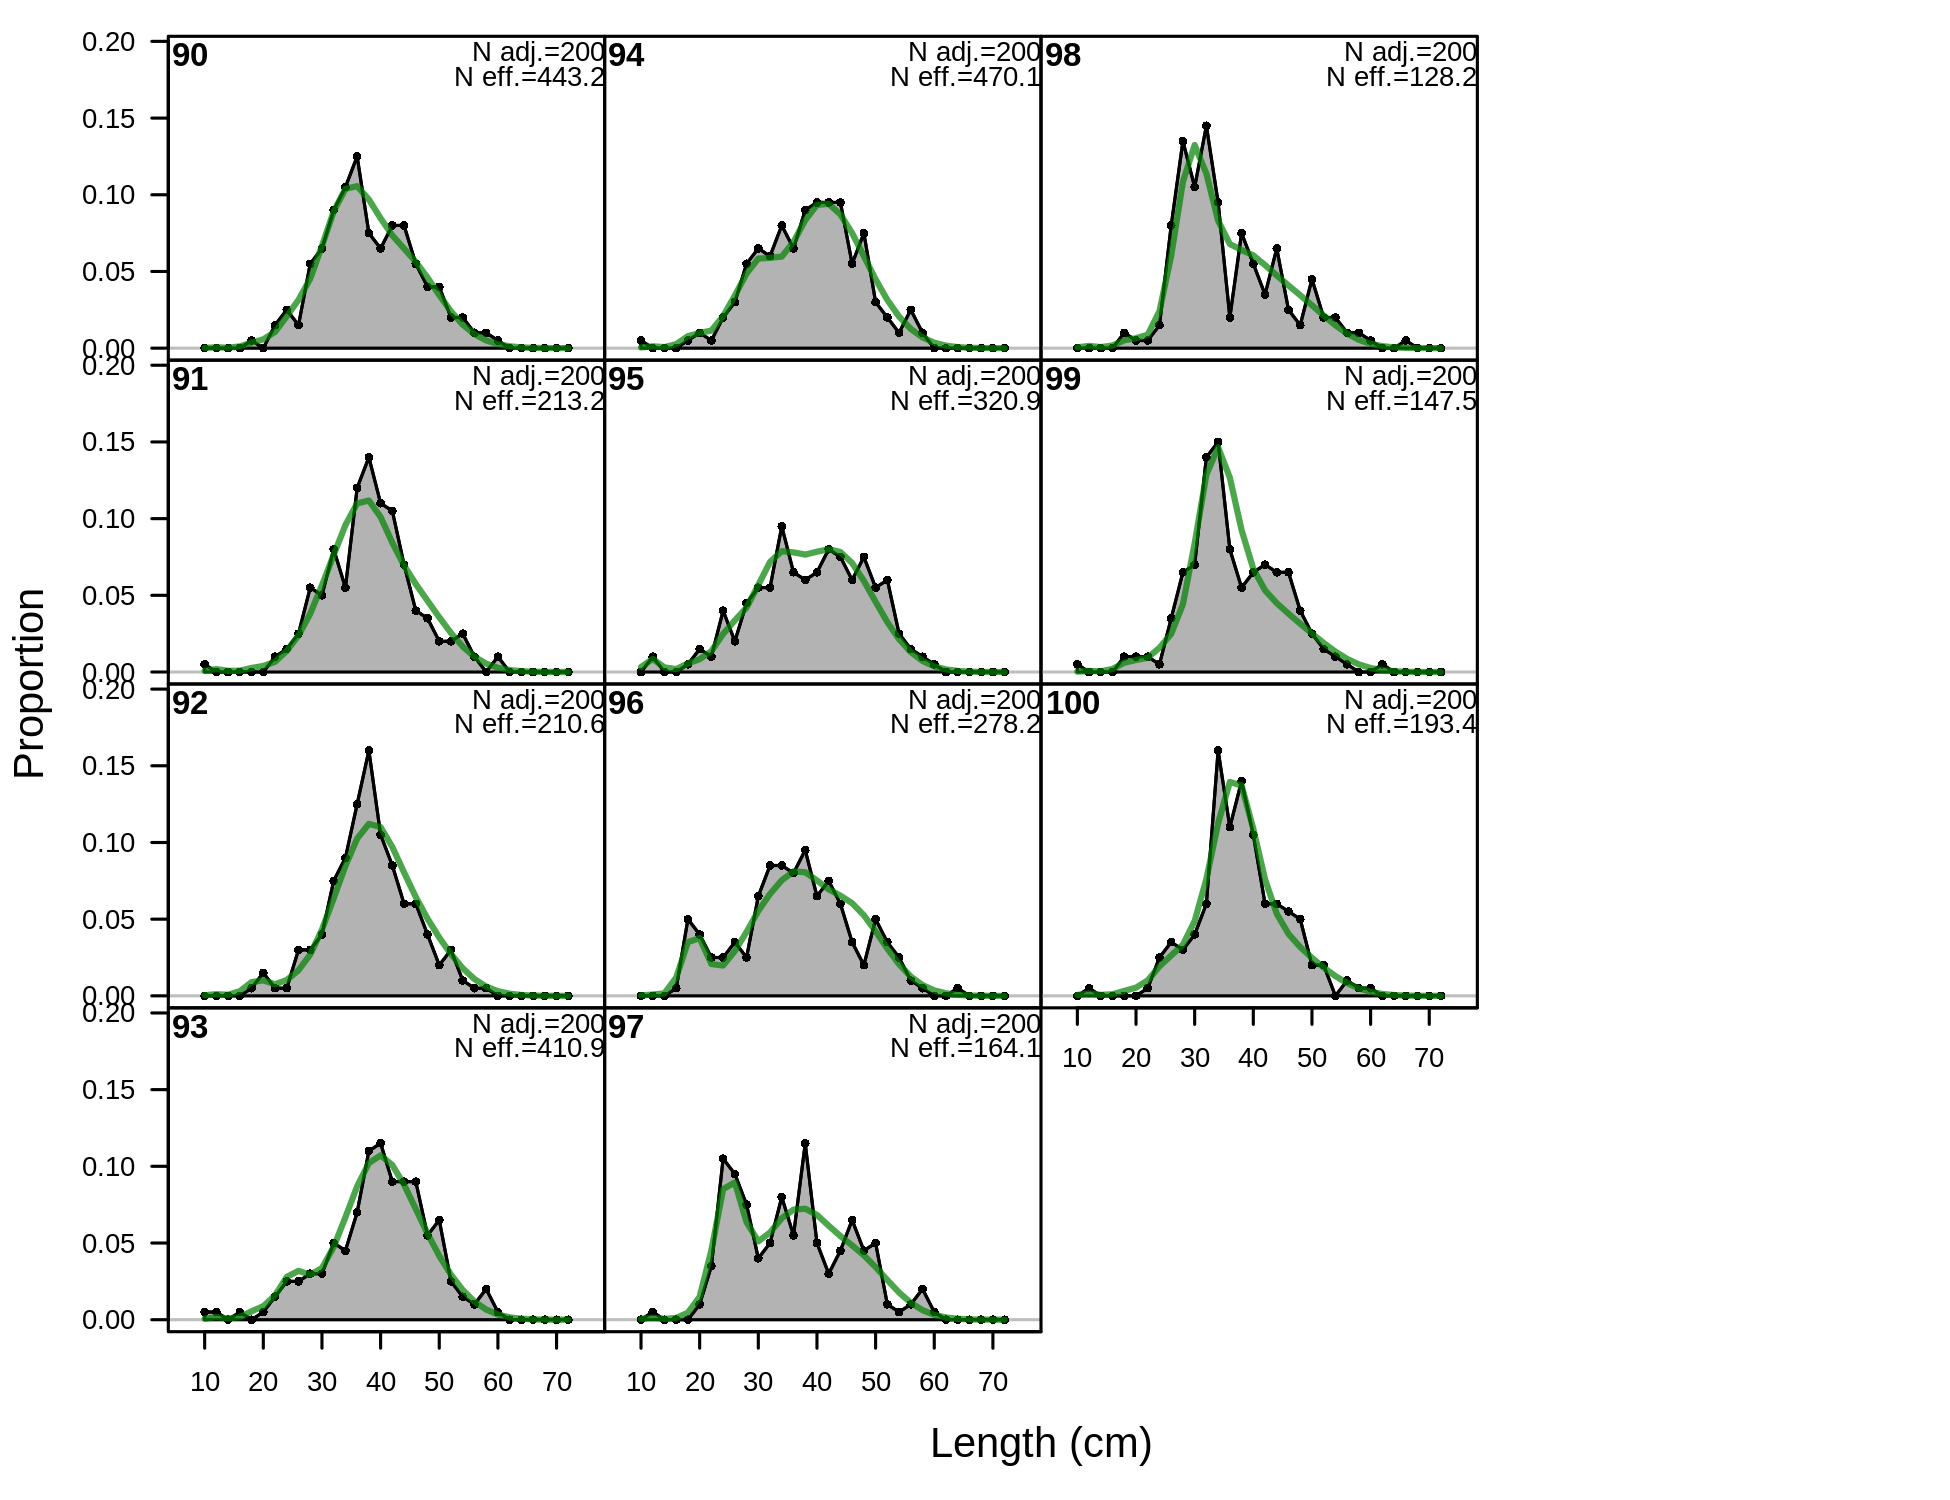 Proportion
0.20
0.15
0.10
0.05
0.00
90
N adj.=200
N eff.=443.2
94
N adj.=200
N eff.=470.1
98
N adj.=200
N eff.=128.2
0.20
0.15
0.10
0.05
0.00
91
N adj.=200
N eff.=213.2
95
N adj.=200
N eff.=320.9
99
N adj.=200
N eff.=147.5
0.20
0.15
0.10
0.05
0.00
92
N adj.=200
N eff.=210.6
96
N adj.=200
N eff.=278.2
100
N adj.=200
N eff.=193.4
10 20 30 40 50 60 70
0.20
0.15
0.10
0.05
0.00
93
N adj.=200
N eff.=410.9
97
N adj.=200
N eff.=164.1
10 20 30 40 50 60 70
10 20 30 40 50 60 70
Length (cm)